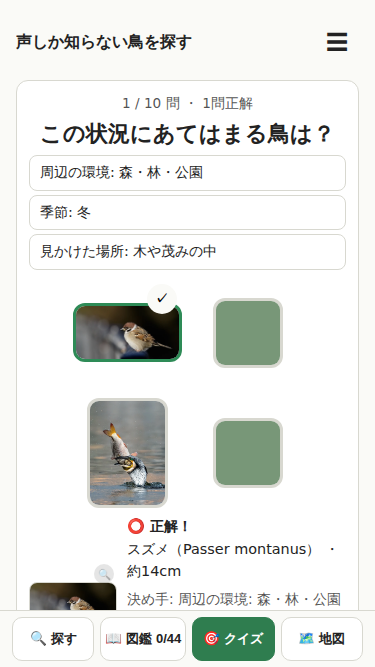 声しか知らない鳥を探す
1 / 10 問 ・ 1問正解
この状況にあてはまる鳥は？
周辺の環境: 森・林・公園
季節: 冬
見かけた場所: 木や茂みの中
⭕ 正解！
スズメ（Passer montanus） ・
約14cm
決め手: 周辺の環境: 森・林・公園
探す
図鑑 0/44
クイズ
地図